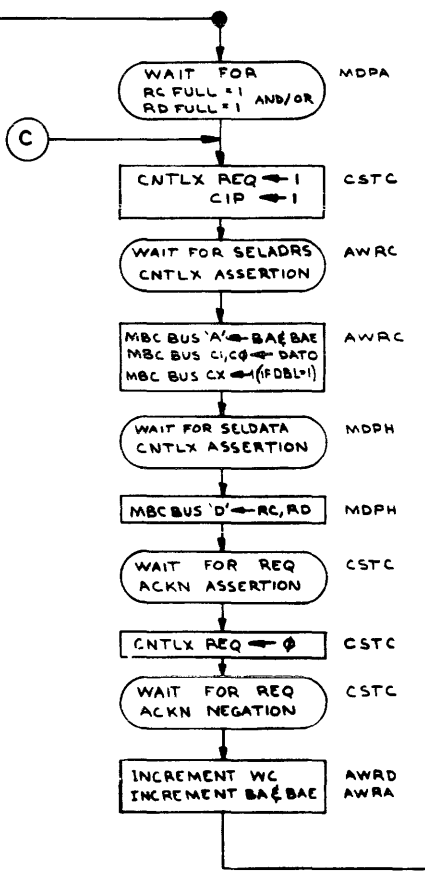 WAIT FOR
RC FULL = 1
RD FULL = 1 AND/OR
MDPA
C
CNTLX REQ ← 1
CIP ← 1
CSTC
WAIT FOR SELADRS
CNTLX ASSERTION
AWRC
MBC BUS 'A' ← BA & BAE
MBC BUS C1,CØ ← DATO
MBC BUS CX ← 1 (IF DBL=1)
AWRC
WAIT FOR SELDATA
CNTLX ASSERTION
MDPH
MBC BUS 'D' ← RC, RD
MDPH
WAIT FOR REQ
ACKN ASSERTION
CSTC
CNTLX REQ ← Ø
CSTC
WAIT FOR REQ
ACKN NEGATION
CSTC
INCREMENT WC
INCREMENT BA & BAE
AWRD
AWRA